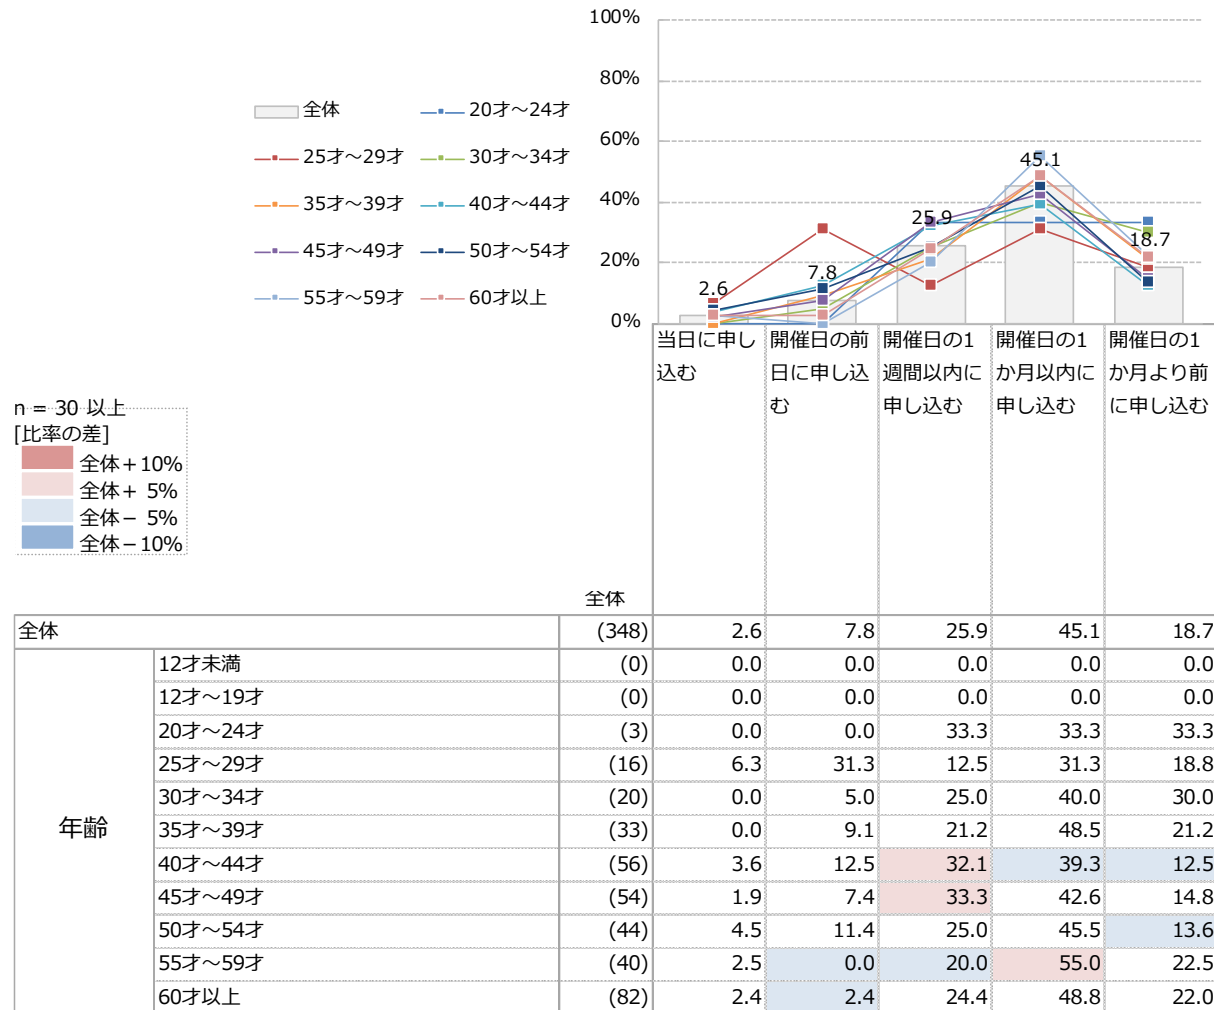 100%
80%
60%
40%
20%
0%
全体
20才～24才
25才～29才
30才～34才
35才～39才
40才～44才
45才～49才
50才～54才
55才～59才
60才以上
2.6
7.8
25.9
45.1
18.7
当日に申し
込む
開催日の前
日に申し込
む
開催日の1
週間以内に
申し込む
開催日の1
か月以内に
申し込む
開催日の1
か月より前
に申し込む
n = 30 以上
[比率の差]
全体＋10%
全体＋ 5%
全体－ 5%
全体－10%
全体
全体 (348) 2.6 7.8 25.9 45.1 18.7
年齢
12才未満 (0) 0.0 0.0 0.0 0.0 0.0
12才～19才 (0) 0.0 0.0 0.0 0.0 0.0
20才～24才 (3) 0.0 0.0 33.3 33.3 33.3
25才～29才 (16) 6.3 31.3 12.5 31.3 18.8
30才～34才 (20) 0.0 5.0 25.0 40.0 30.0
35才～39才 (33) 0.0 9.1 21.2 48.5 21.2
40才～44才 (56) 3.6 12.5 32.1 39.3 12.5
45才～49才 (54) 1.9 7.4 33.3 42.6 14.8
50才～54才 (44) 4.5 11.4 25.0 45.5 13.6
55才～59才 (40) 2.5 0.0 20.0 55.0 22.5
60才以上 (82) 2.4 2.4 24.4 48.8 22.0